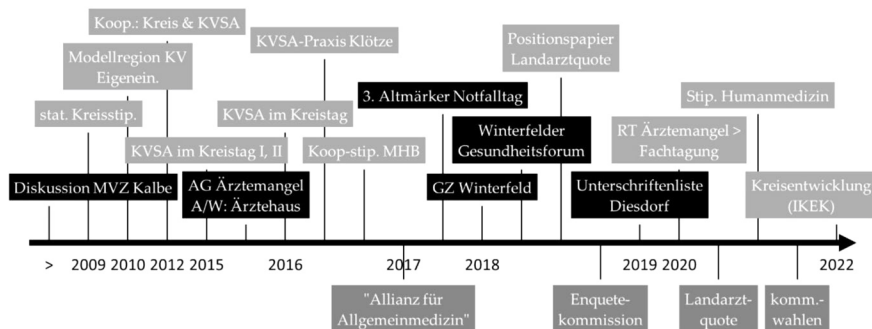 Koop.: Kreis & KVSA
KVSA-Praxis Klötze
Positionspapier
Landarztquote
Modellregion KV
Eigenein.
3. Altmärker Notfalltag
Stip. Humanmedizin
stat. Kreisstip.
KVSA im Kreistag
Winterfelder
Gesundheitsforum
RT Ärztemangel >
Fachtagung
KVSA im Kreistag I, II
Koop-stip. MHB
Diskussion MVZ Kalbe
AG Ärztemangel
A/W: Ärztehaus
GZ Winterfeld
Unterschriftenliste
Diesdorf
Kreisentwicklung
(IKEK)
> 2009 2010 2012 2015 2016 2017 2018 2019 2020 2022
"Allianz für
Allgemeinmedizin"
Enquete-
kommission
Landarzt-
quote
komm.-
wahlen